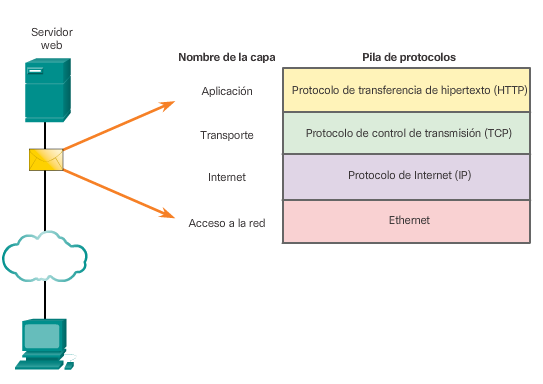 Servidor
web
Nombre de la capa Pila de protocolos
Aplicación Protocolo de transferencia de hipertexto (HTTP)
Transporte Protocolo de control de transmisión (TCP)
Internet Protocolo de Internet (IP)
Acceso a la red Ethernet